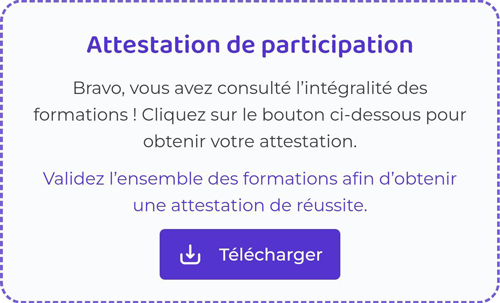 Attestation de participation
Bravo, vous avez consulté l’intégralité des
formations ! Cliquez sur le bouton ci-dessous pour
obtenir votre attestation.
Validez l’ensemble des formations afin d’obtenir
une attestation de réussite.
Télécharger